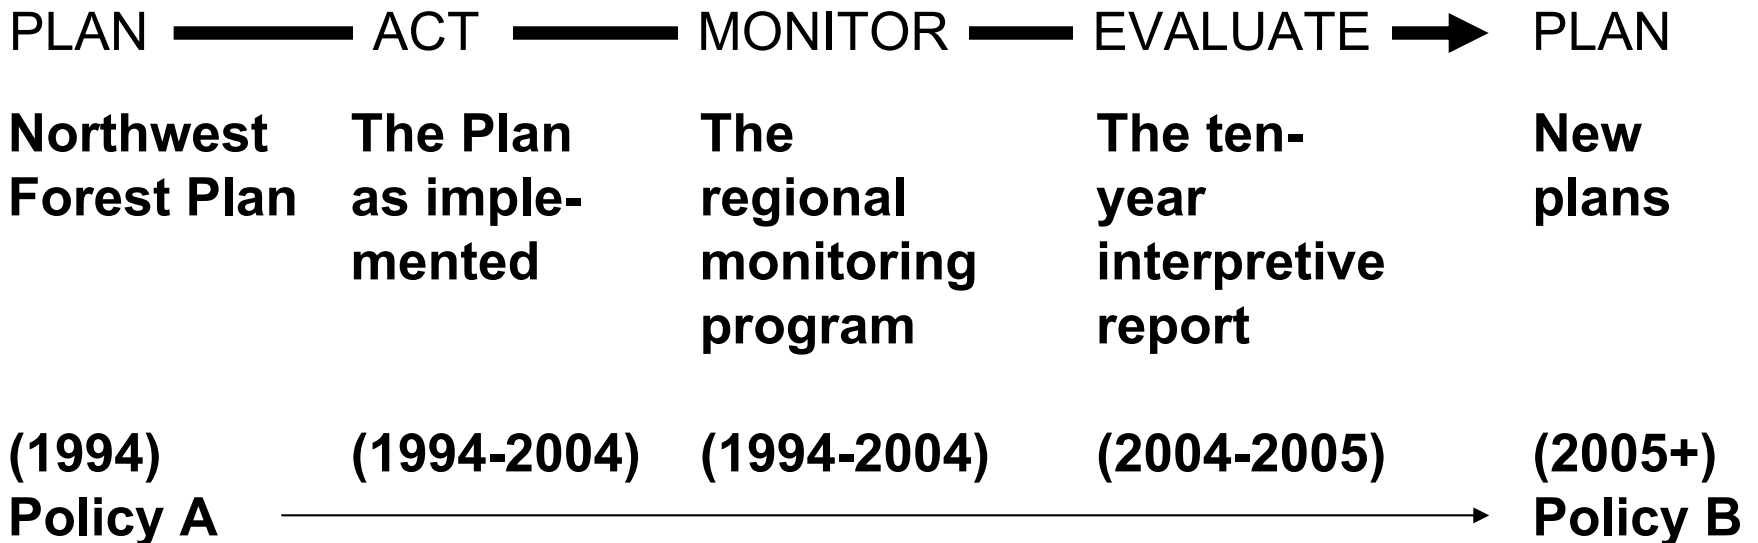 PLAN ACT MONITOR EVALUATE PLAN
Northwest The Plan The The ten- New
Forest Plan as imple- regional year plans
mented monitoring interpretive
program report
(1994) (1994-2004) (1994-2004) (2004-2005) (2005+)
Policy A Policy B